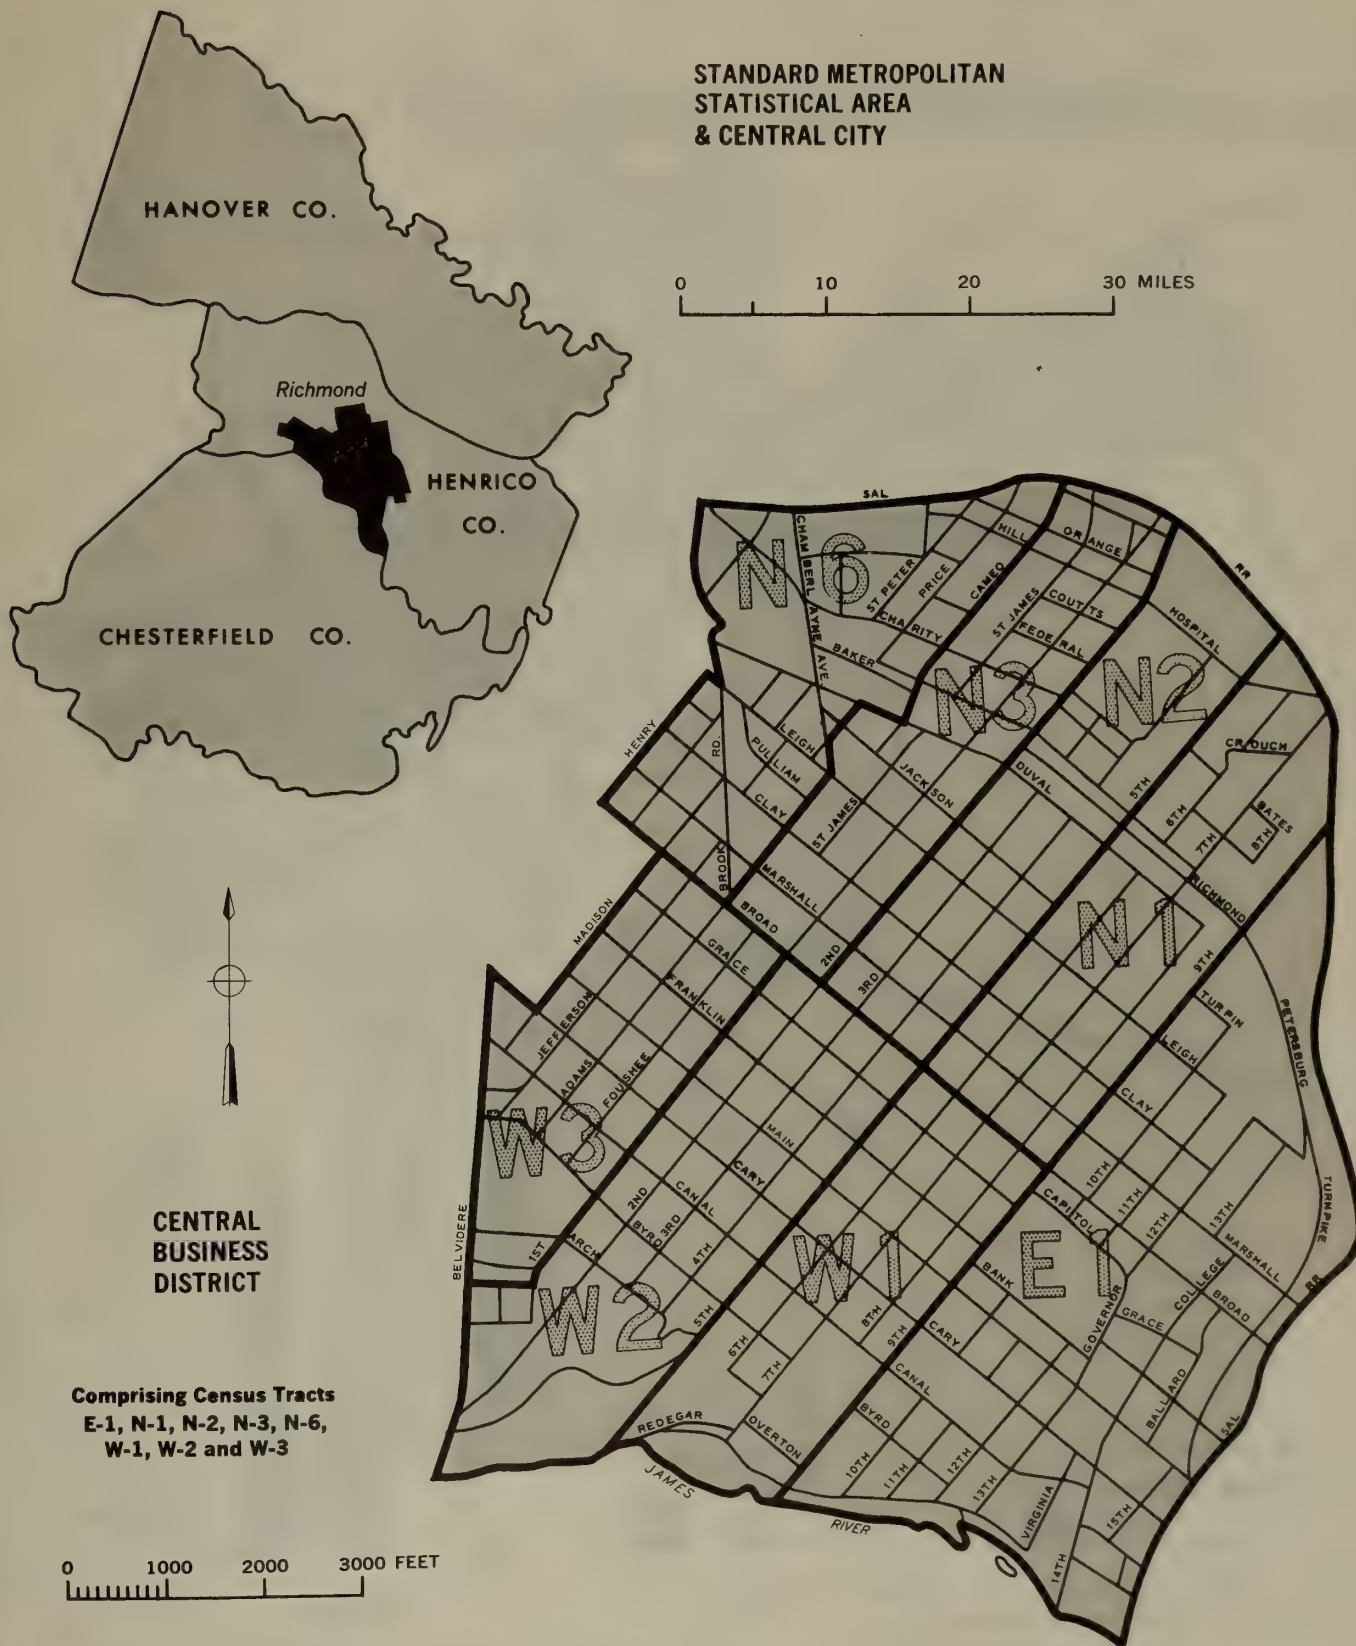 STANDARD METROPOLITAN
STATISTICAL AREA
& CENTRAL CITY
HANOVER CO.
0 10 20 30 MILES
Richmond
HENRICO
CO.
CHESTERFIELD CO.
SAL
RR
N 6
CHAMBERLAYNE AVE.
HILL
ORANGE
ST PETER
PRICE
CAMEO
ST JAMES
COUTTS
FEDERAL
CHARITY
BAKER
HOSPITAL
N3
N2
HENRY
RD.
LEIGH
PULLIAM
CLAY
JACKSON
DUVAL
5TH
CROUCH
6TH
7TH
BATES
8TH
ST JAMES
BROOK
MARSHALL
BROAD
RICHMOND
N1
MADISON
GRACE
2ND
3RD
9TH
FRANKLIN
TURPIN
PETERSBURG
JEFFERSON
LEIGH
ADAMS
FOUSHEE
CLAY
W3
MAIN
CARY
10TH
11TH
12TH
13TH
TURNPIKE
2ND
CANAL
CAPITOL
BYRD
3RD
MARSHALL
BELVIDERE
1ST
ARCH
4TH
W1
E1
BANK
COLLEGE
RR
W2
5TH
8TH
9TH
CARY
GOVERNOR
GRACE
BROAD
6TH
7TH
CANAL
BALLARD
REDEGAR
OVERTON
BYRD
SAL
10TH
11TH
12TH
13TH
VIRGINIA
15TH
14TH
JAMES
RIVER
CENTRAL
BUSINESS
DISTRICT
Comprising Census Tracts
E-1, N-1, N-2, N-3, N-6,
W-1, W-2 and W-3
0 1000 2000 3000 FEET